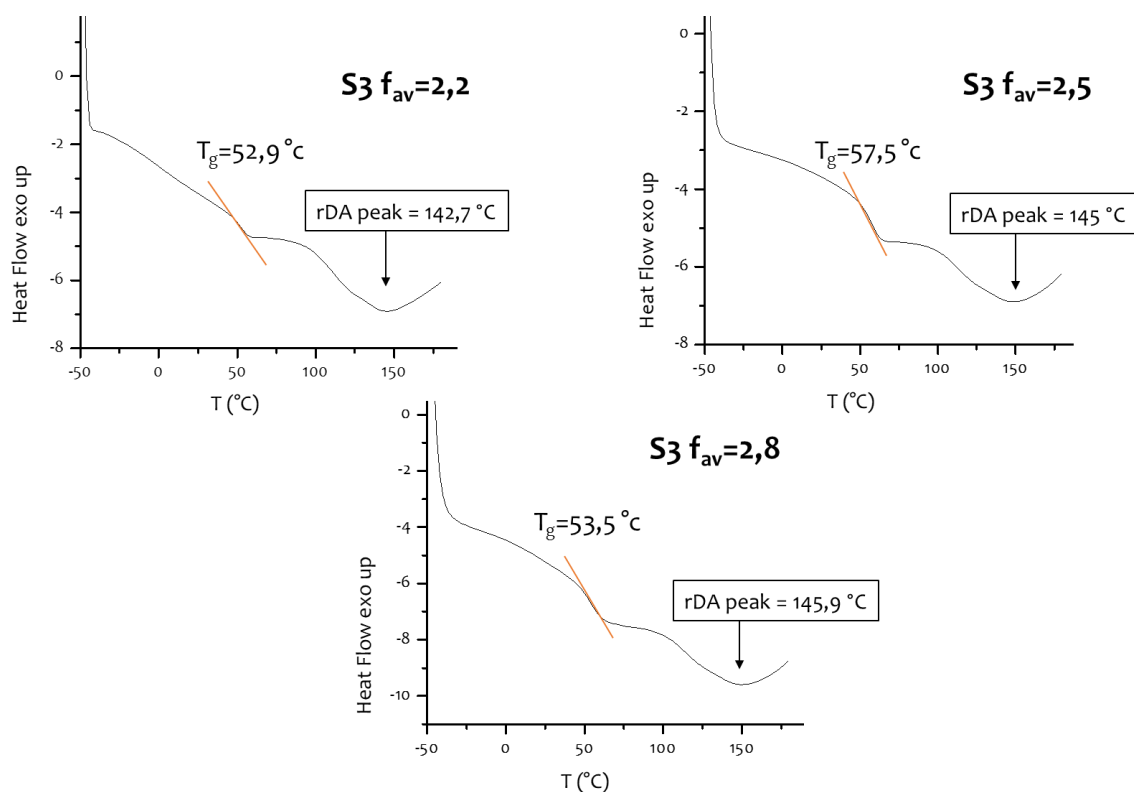 S3 fav=2,2
Tg=52,9 °c
rDA peak = 142,7 °C
0
-2
-4
-6
-8
Heat Flow exo up
-50
0
50
100
150
T (°C)
S3 fav=2,5
Tg=57,5 °c
rDA peak = 145 °C
0
-2
-4
-6
-8
Heat Flow exo up
-50
0
50
100
150
T (°C)
S3 fav=2,8
Tg=53,5 °c
rDA peak = 145,9 °C
0
-2
-4
-6
-8
-10
Heat Flow exo up
-50
0
50
100
150
T (°C)